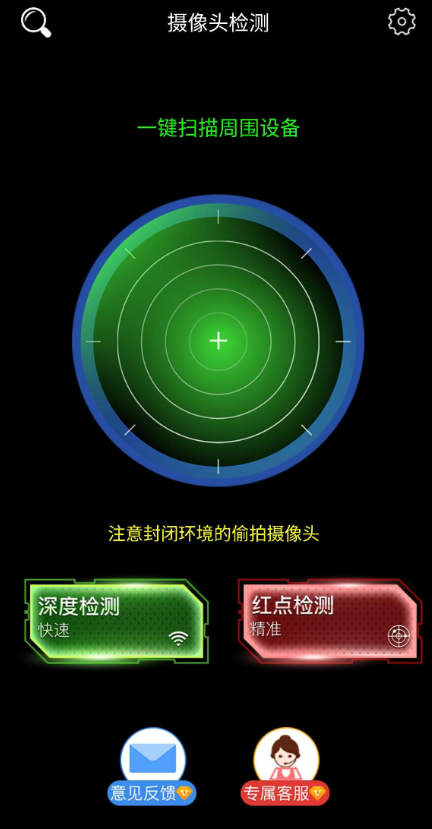 摄像头检测
一键扫描周围设备
注意封闭环境的偷拍摄像头
深度检测
快速
红点检测
精准
意见反馈
专属客服